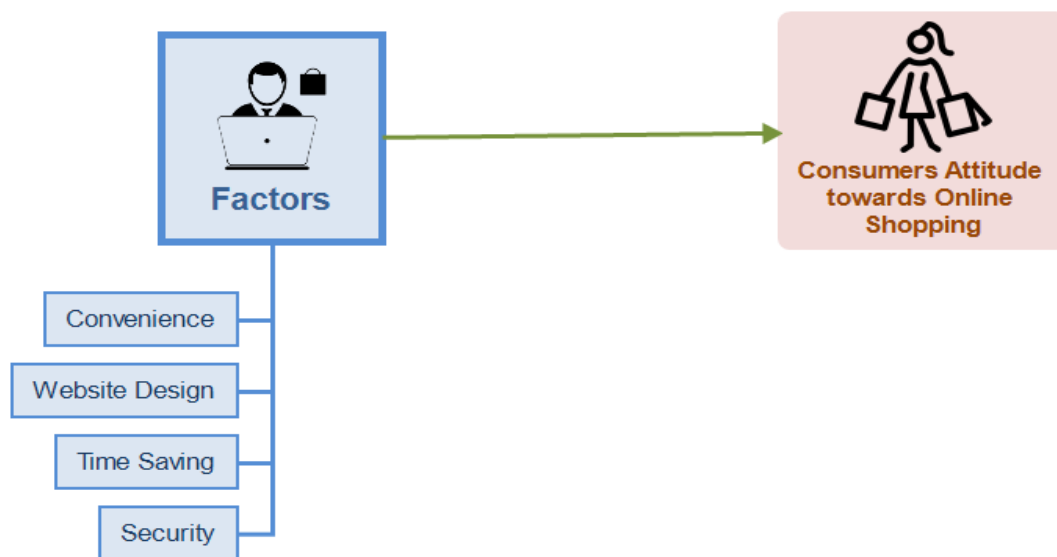 Factors
Consumers Attitude
towards Online
Shopping
Convenience
Website Design
Time Saving
Security